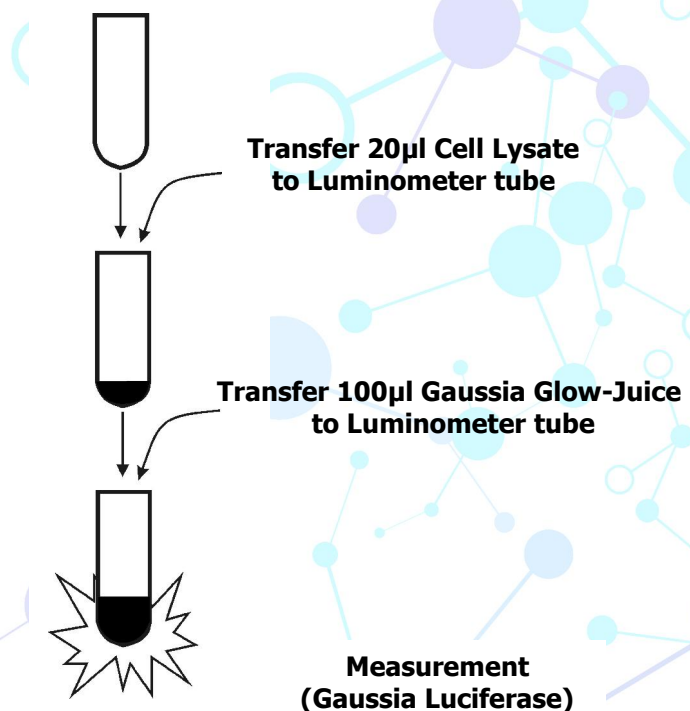 Transfer 20µl Cell Lysate
to Luminometer tube
Transfer 100µl Gaussia Glow-Juice
to Luminometer tube
Measurement
(Gaussia Luciferase)